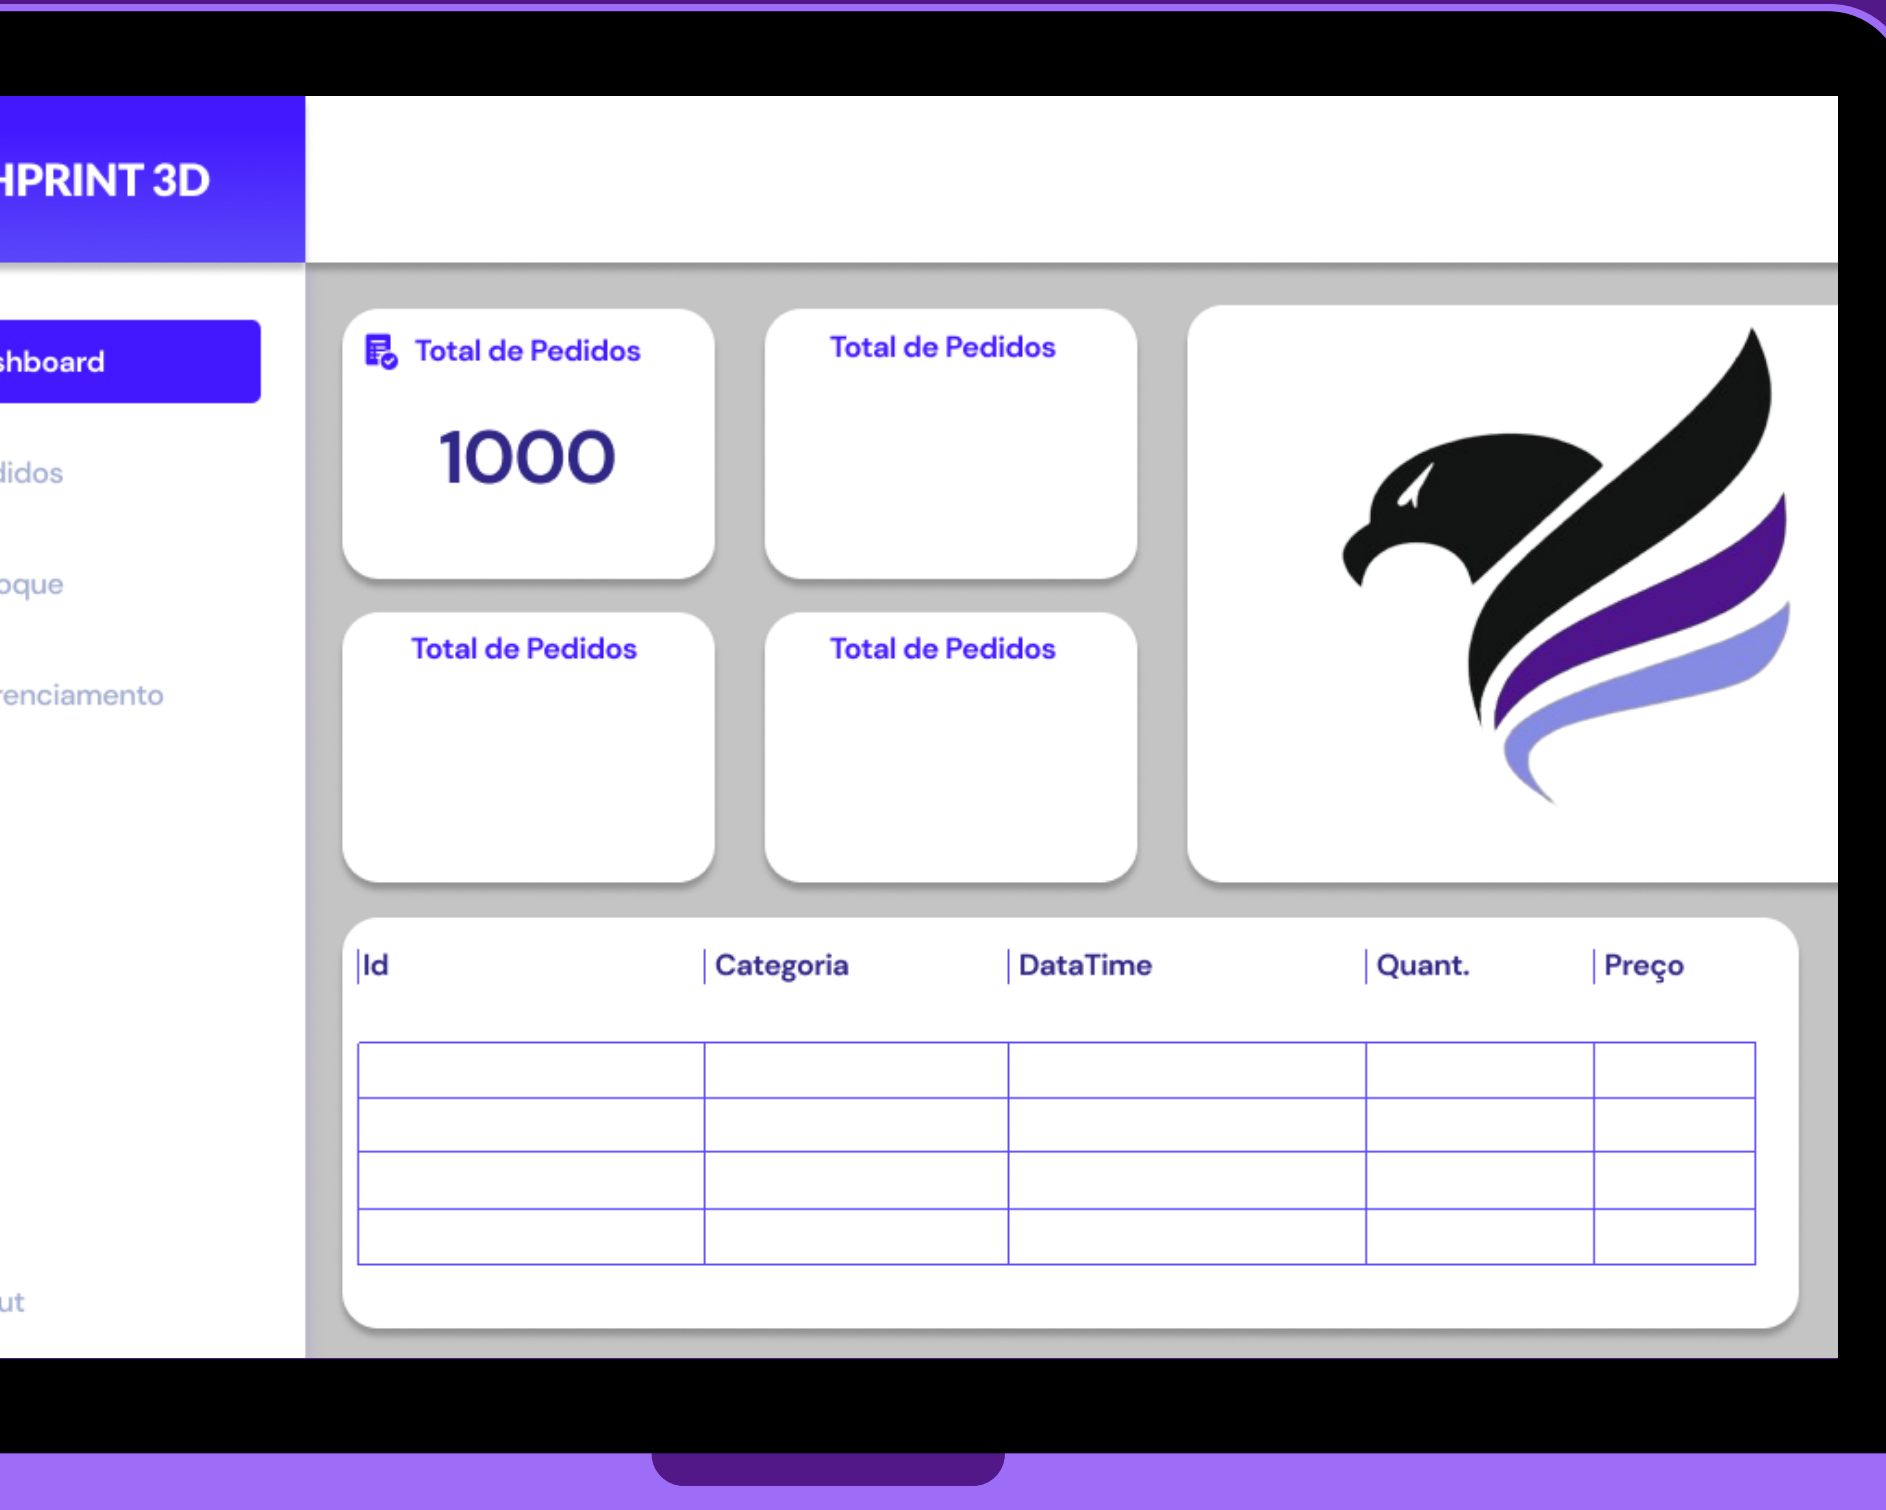 HPRINT 3D
shboard
didos
oque
renciamento
ut
Total de Pedidos
1000
Total de Pedidos
Total de Pedidos
Total de Pedidos
Id Categoria DataTime Quant. Preço